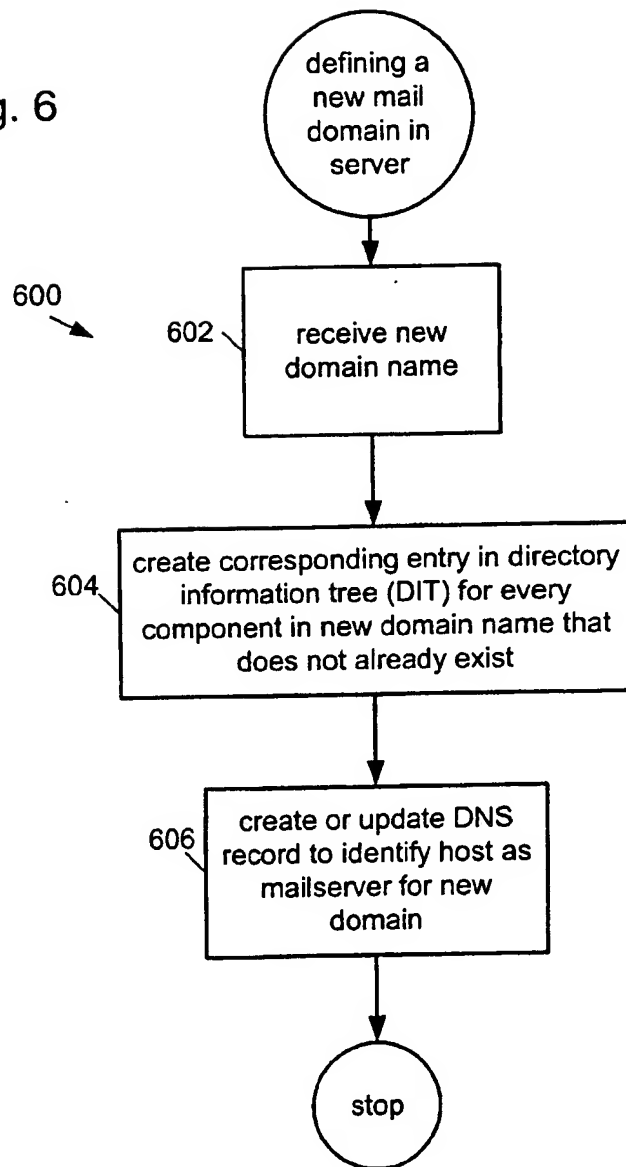 g. 6
defining a
new mail
domain in
server
600
602
receive new
domain name
604
create corresponding entry in directory
information tree (DIT) for every
component in new domain name that
does not already exist
606
create or update DNS
record to identify host as
mailserver for new
domain
stop